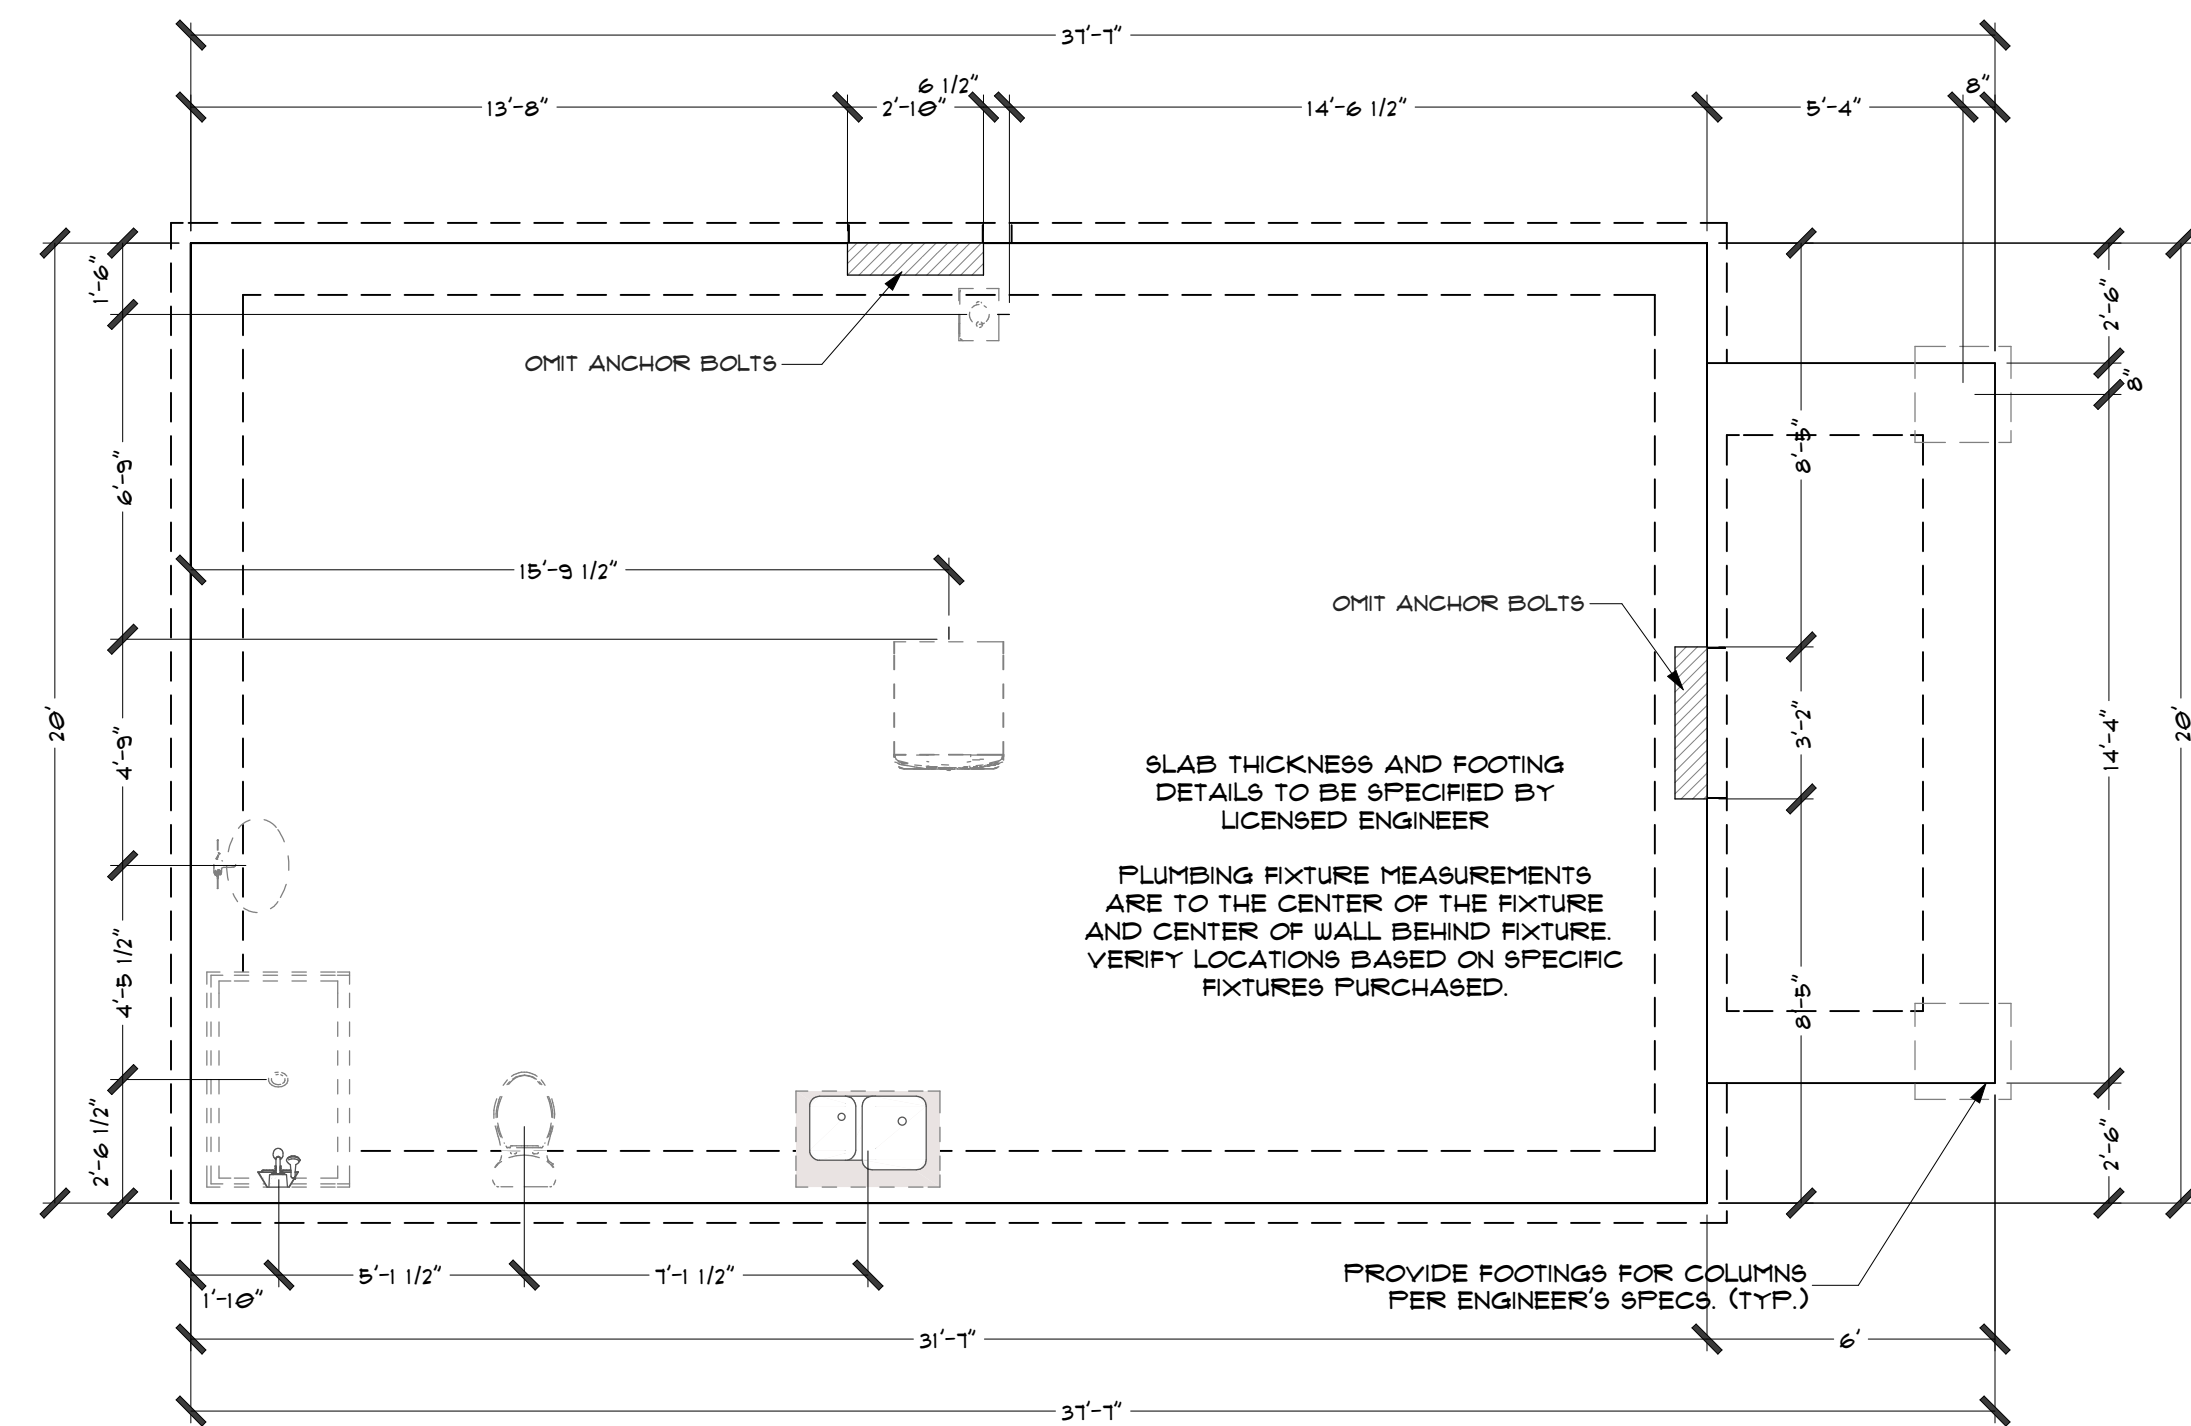 37'-7"
6 1/2"
8"
13'-8"
2'-10"
14'-6 1/2"
5'-4"
1'-6"
2'-6"
8"
OMIT ANCHOR BOLTS
8'-5"
6'-9"
15'-9 1/2"
OMIT ANCHOR BOLTS
20'
4'-9"
3'-2"
14'-4"
20'
SLAB THICKNESS AND FOOTING
DETAILS TO BE SPECIFIED BY
LICENSED ENGINEER
PLUMBING FIXTURE MEASUREMENTS
ARE TO THE CENTER OF THE FIXTURE
AND CENTER OF WALL BEHIND FIXTURE.
VERIFY LOCATIONS BASED ON SPECIFIC
FIXTURES PURCHASED.
4'-5 1/2"
8'-5"
2'-6 1/2"
2'-6"
5'-1 1/2"
7'-1 1/2"
1'-10"
PROVIDE FOOTINGS FOR COLUMNS
PER ENGINEER'S SPECS. (TYP.)
31'-7"
6'
37'-7"